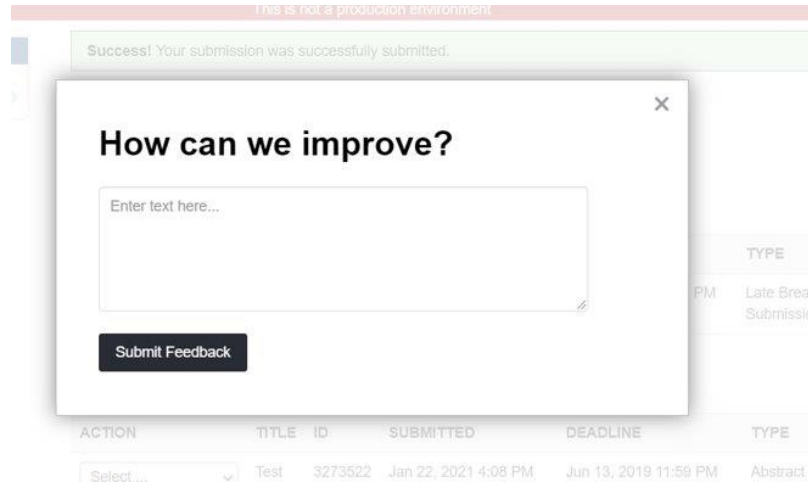 This is not a production environment
Success! Your submission was successfully submitted.
×
How can we improve?
Enter text here...
TYPE
PM Late Brea
Submissi
Submit Feedback
ACTION TITLE ID SUBMITTED DEADLINE TYPE
Select ... Test 3273522 Jan 22, 2021 4:08 PM Jun 13, 2019 11:59 PM Abstract